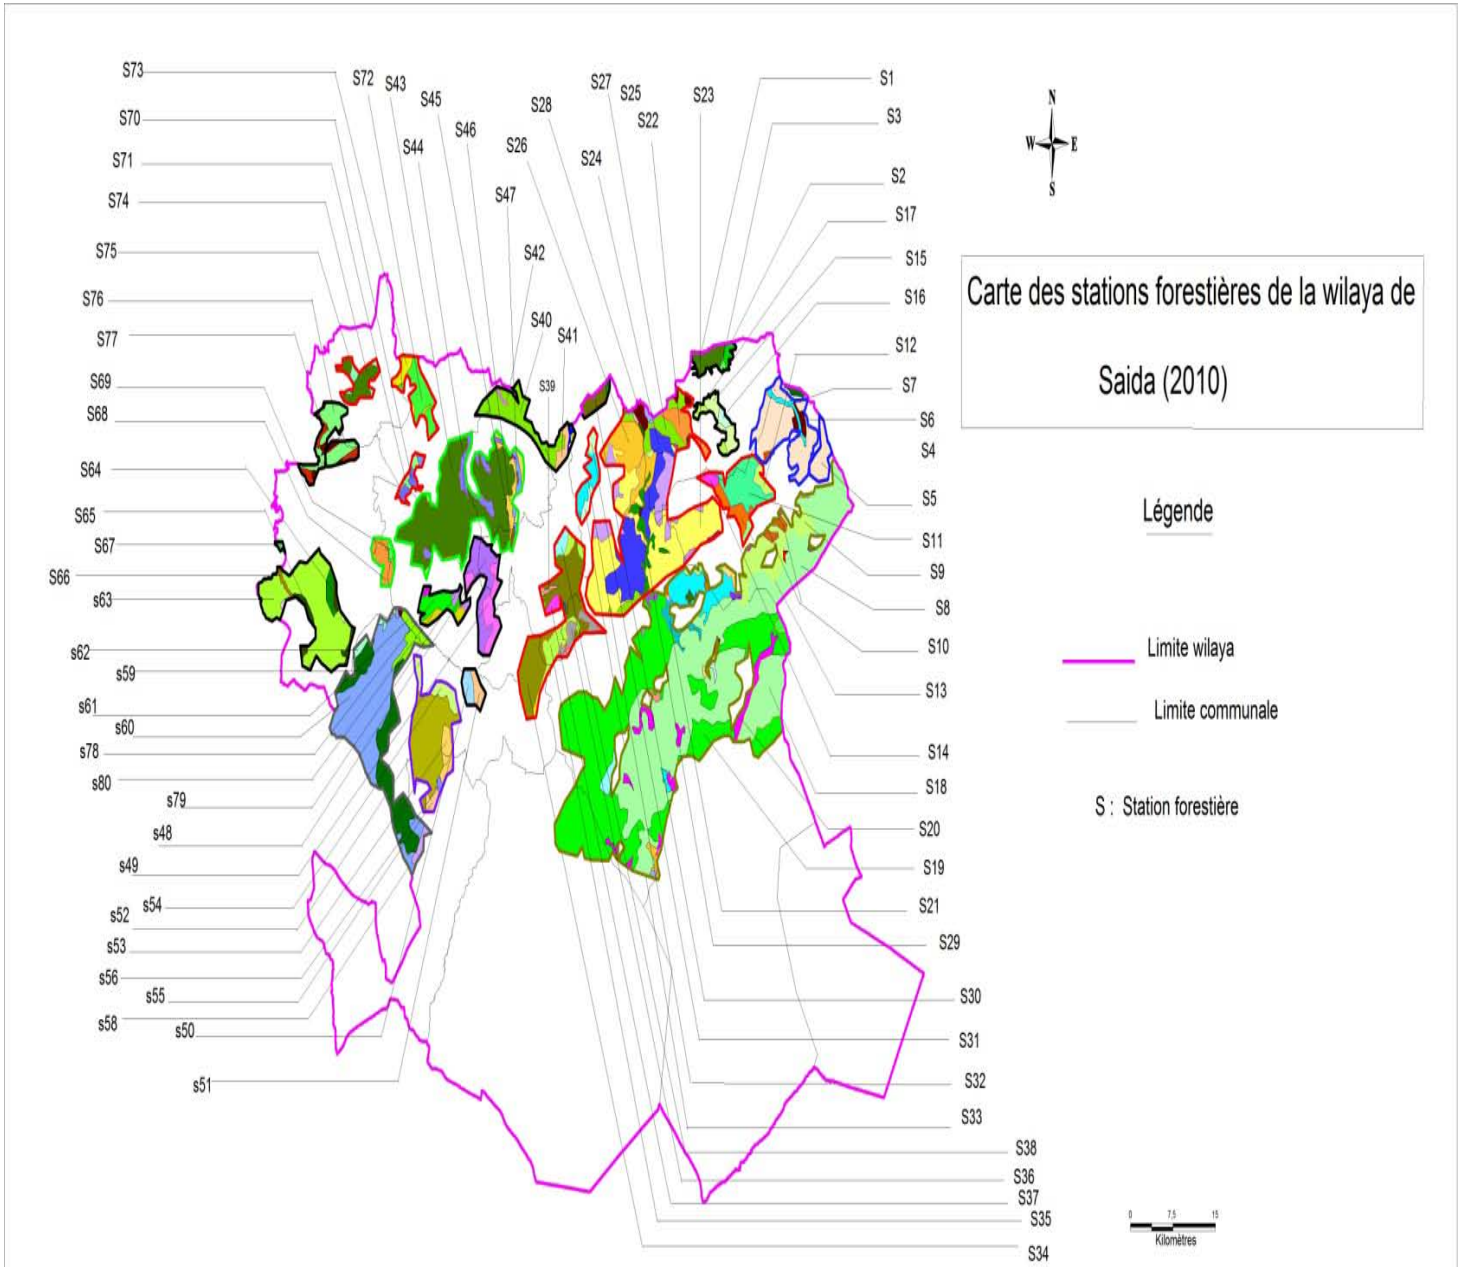 S73
S70
S71
S74
S75
S76
S77
S69
S68
S64
S65
S67
S66
s63
s62
s59
s61
s60
s78
s80
s79
s48
s49
s54
s52
s53
s56
s55
s58
s50
s51
S72
S43
S45
S44
S46
S47
S42
S40
S41
S39
S26
S28
S24
S27
S25
S22
S23
S1
S3
S2
S17
S15
S16
S12
S7
S6
S4
S5
S11
S9
S8
S10
S13
S14
S18
S20
S19
S21
S29
S30
S31
S32
S33
S38
S36
S37
S35
S34
N
W E
S
Carte des stations forestières de la wilaya de
Saida (2010)
Légende
Limite wilaya
Limite communale
S : Station forestière
0 7,5 15
Kilomètres